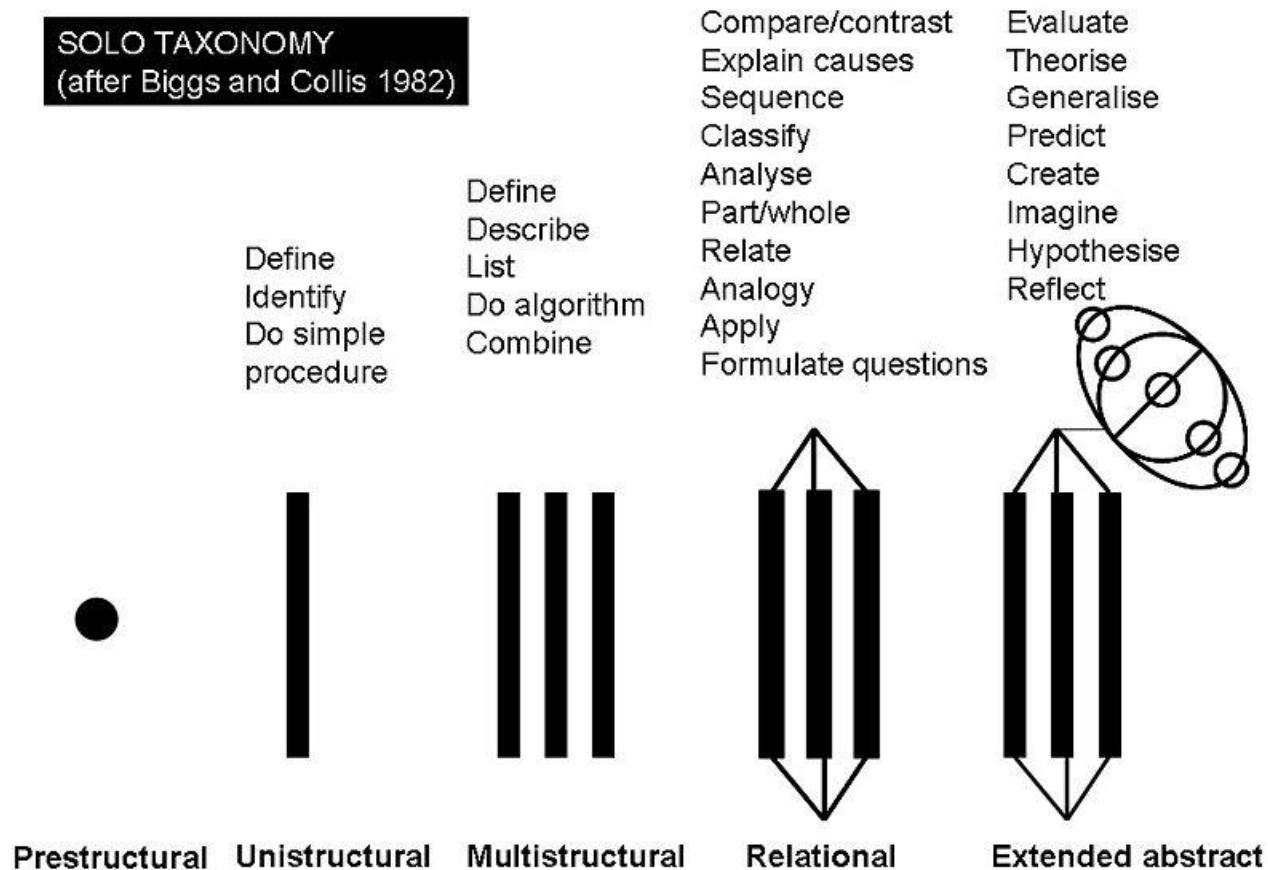 SOLO TAXONOMY
(after Biggs and Collis 1982)
Define
Identify
Do simple
procedure
Define
Describe
List
Do algorithm
Combine
Compare/contrast
Explain causes
Sequence
Classify
Analyse
Part/whole
Relate
Analogy
Apply
Formulate questions
Evaluate
Theorise
Generalise
Predict
Create
Imagine
Hypothesise
Reflect
Prestructural
Unistructural
Multistructural
Relational
Extended abstract